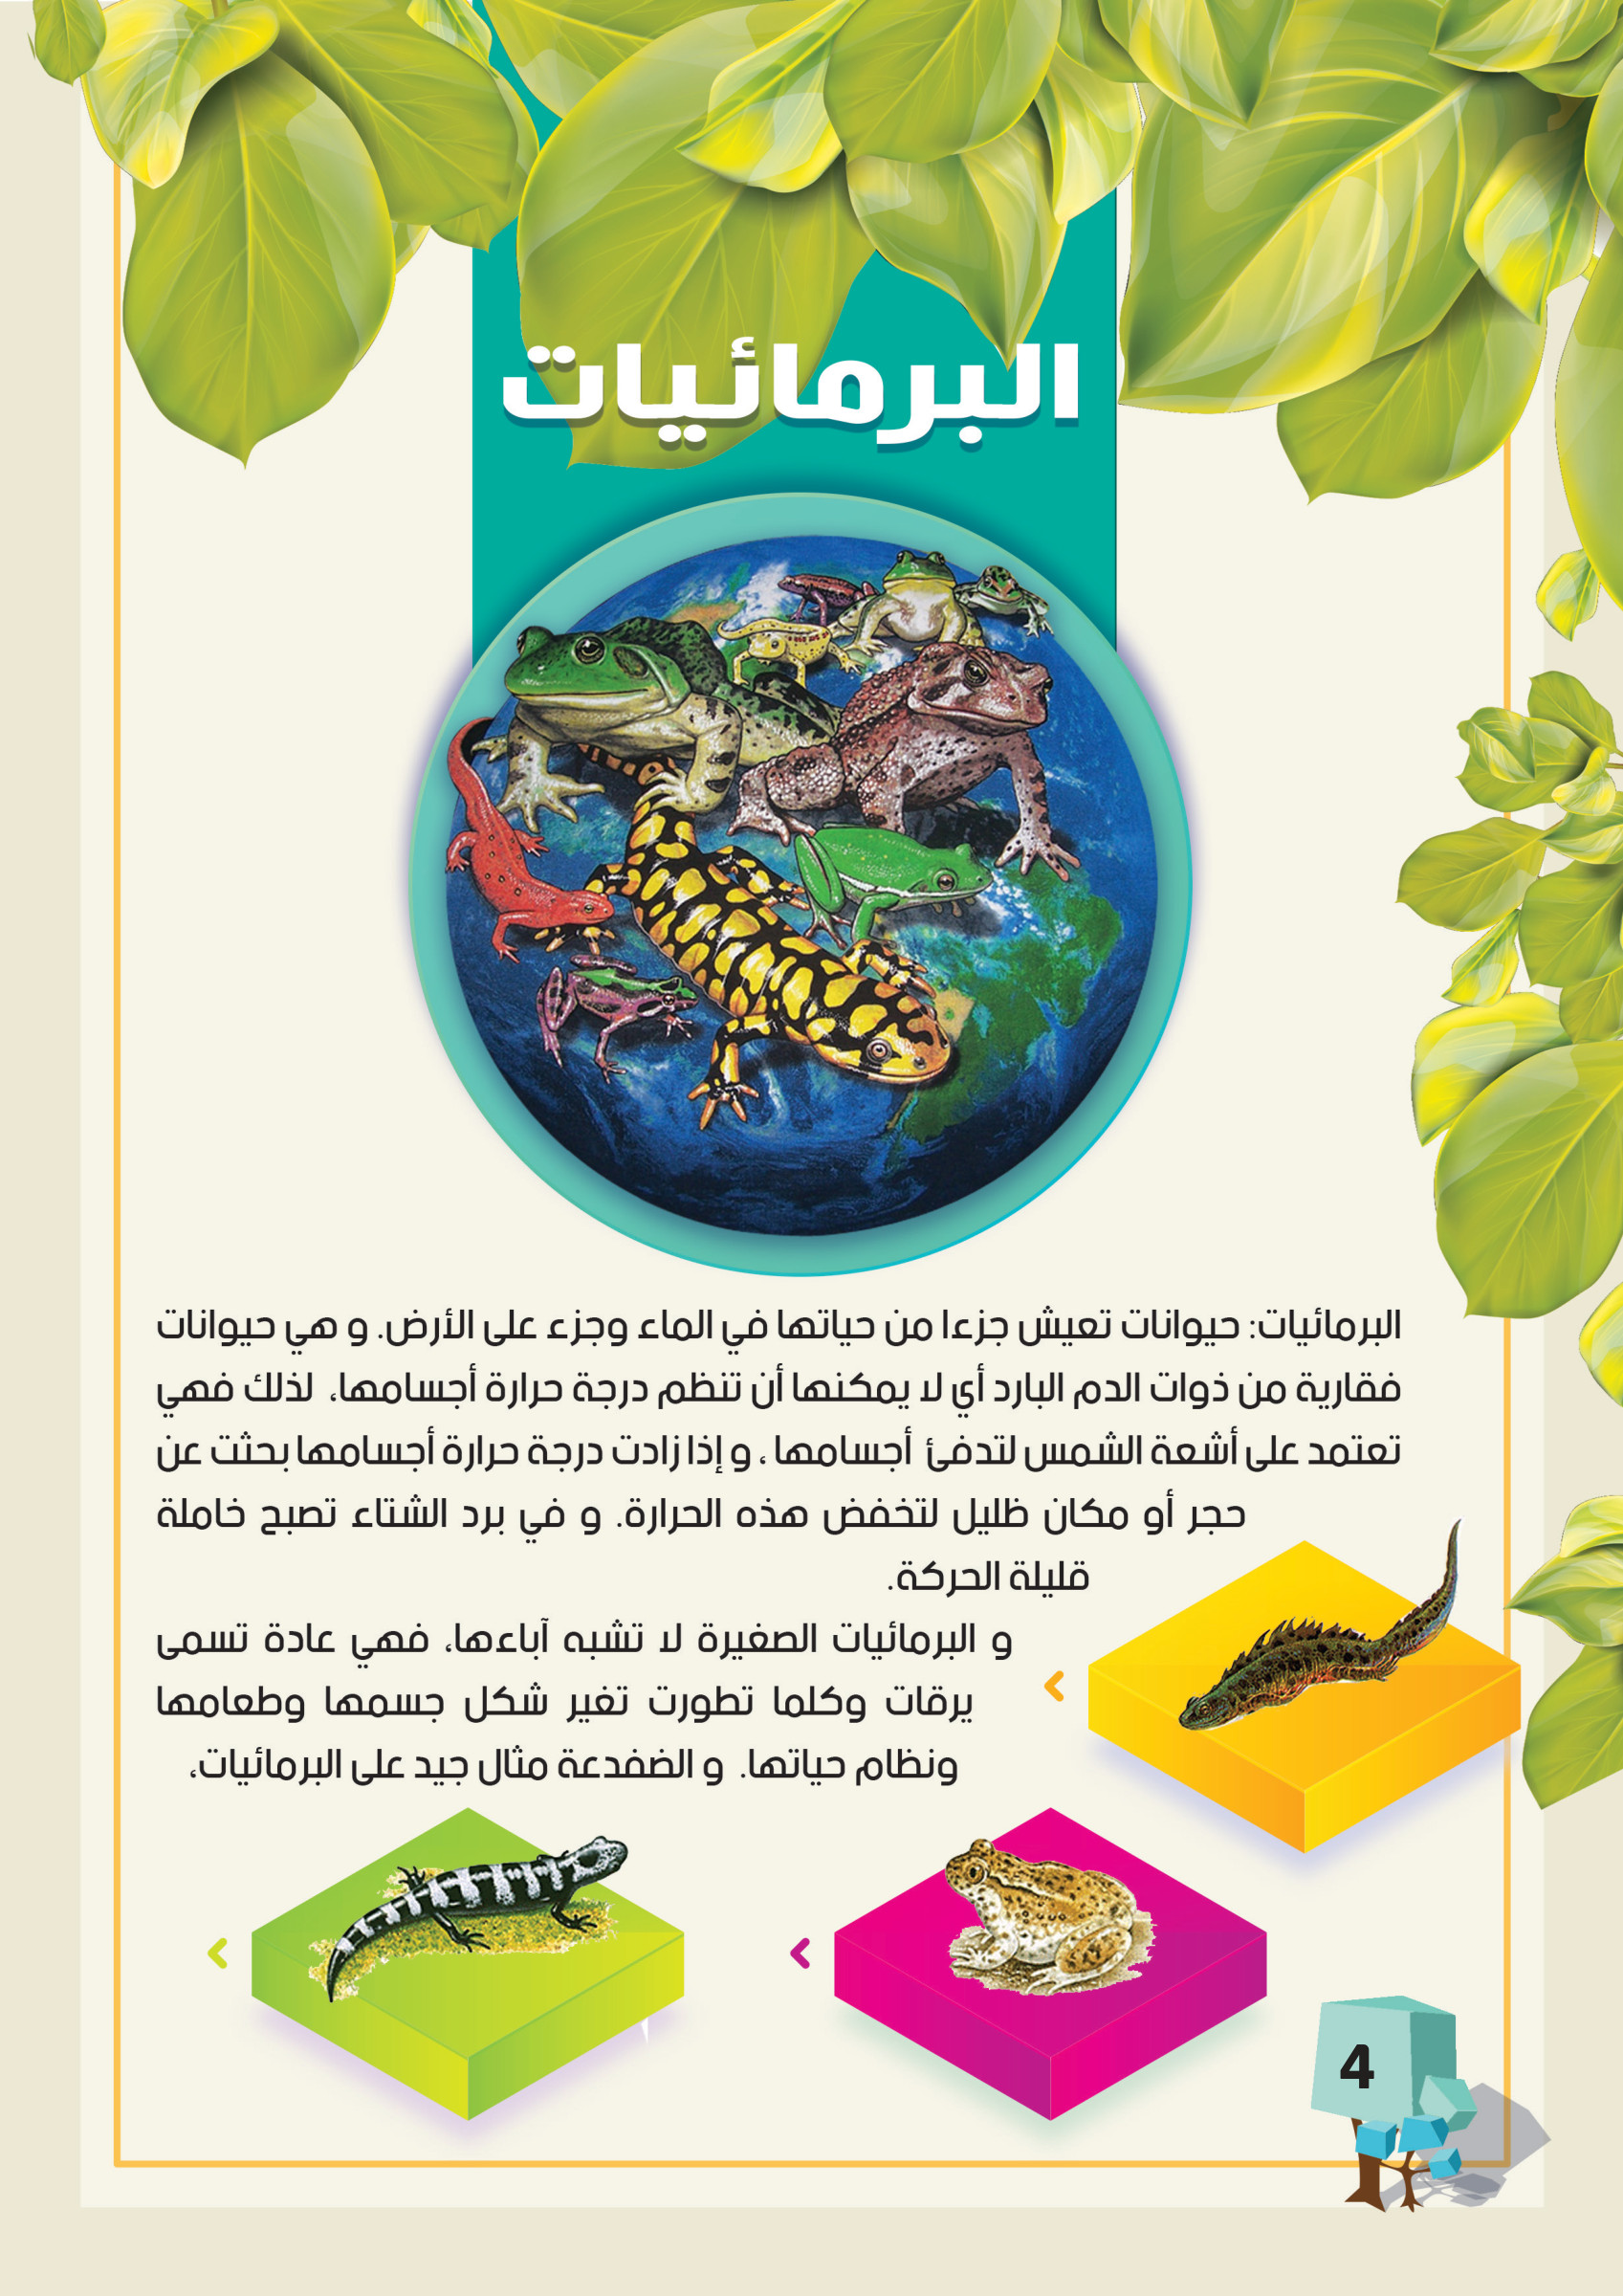 البرمائيات
البرمائيات: حيوانات تعيش جزءا من حياتها في الماء وجزء على الأرض. و هي حيوانات
فقارية من ذوات الدم البارد أي لا يمكنها أن تنظم درجة حرارة أجسامها، لذلك فهي
تعتمد على أشعة الشمس لتدفئ أجسامها ، و إذا زادت درجة حرارة أجسامها بحثت عن
حجر أو مكان ظليل لتخفض هذه الحرارة. و في برد الشتاء تصبح خاملة
قليلة الحركة.
و البرمائيات الصغيرة لا تشبه آباءها، فهي عادة تسمى
يرقات وكلما تطورت تغير شكل جسمها وطعامها
ونظام حياتها. و الضفدعة مثال جيد على البرمائيات،
4